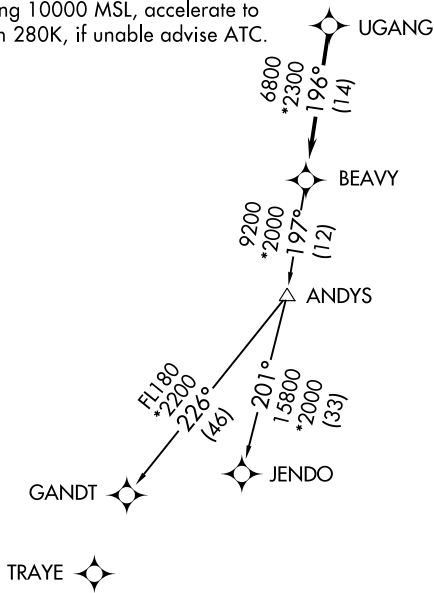 ng 10000 MSL, accelerate to
n 280K, if unable advise ATC.
UGANG
6800
*2300
196°
(14)
BEAVY
9200
*2000
197°
(12)
ANDYS
FL180
*2200
226°
(46)
201°
15800
*2000
(33)
GANDT
JENDO
TRAYE